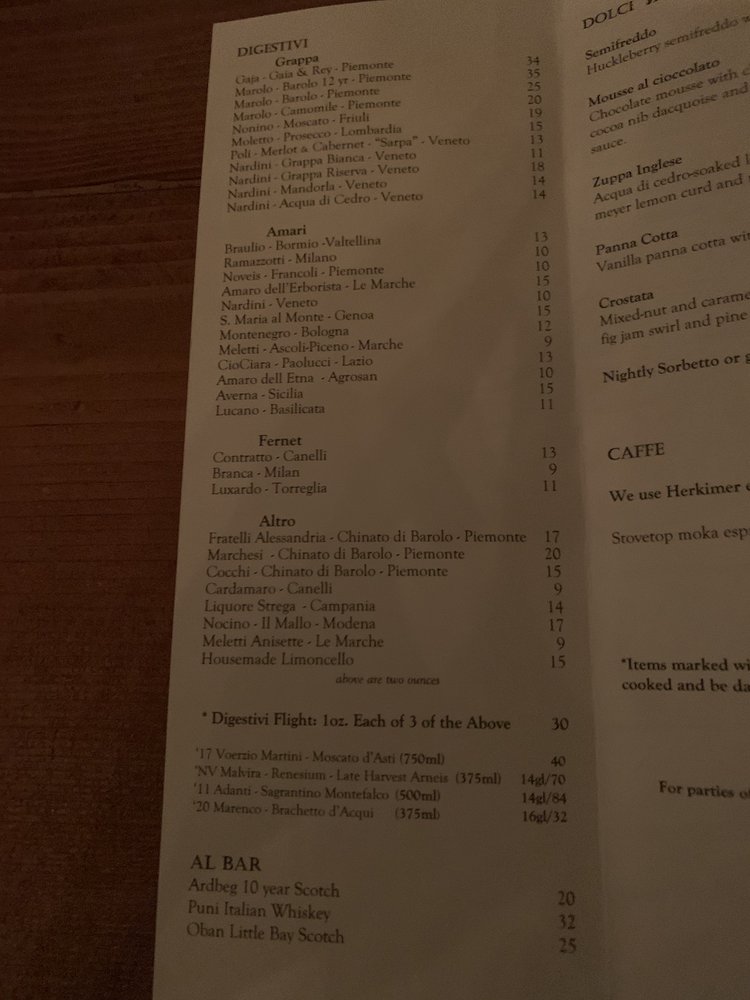 DIGESTIVI
Grappa
Gaja - Gaia & Rey - Piemonte 34
Marolo - Barolo 12 yr - Piemonte 35
Marolo - Barolo - Piemonte 25
Marolo - Camomile - Piemonte 20
Nonino - Moscato - Friuli 19
Moletto - Prosecco - Lombardia 15
Poli - Merlot & Cabernet - "Sarpa" - Veneto 13
Nardini - Grappa Bianca - Veneto 11
Nardini - Grappa Riserva - Veneto 18
Nardini - Mandorla - Veneto 14
Nardini - Acqua di Cedro - Veneto 14
Amari
Braulio - Bormio -Valtellina 13
Ramazzotti - Milano 10
Noveis - Francoli - Piemonte 10
Amaro dell'Erborista - Le Marche 15
Nardini - Veneto 10
S. Maria al Monte - Genoa 15
Montenegro - Bologna 12
Meletti - Ascoli-Piceno - Marche 9
CioCiara - Paolucci - Lazio 13
Amaro dell Etna - Agrosan 10
Averna - Sicilia 15
Lucano - Basilicata 11
Fernet
Contratto - Canelli 13
Branca - Milan 9
Luxardo - Torreglia 11
Altro
Fratelli Alessandria - Chinato di Barolo - Piemonte 17
Marchesi - Chinato di Barolo - Piemonte 20
Cocchi - Chinato di Barolo - Piemonte 15
Cardamaro - Canelli 9
Liquore Strega - Campania 14
Nocino - Il Mallo - Modena 17
Meletti Anisette - Le Marche 9
Housemade Limoncello 15
above are two ounces
* Digestivi Flight: 1oz. Each of 3 of the Above 30
'17 Voerzio Martini - Moscato d'Asti (750ml) 40
'NV Malvira - Renesium - Late Harvest Arneis (375ml) 14gl/70
'11 Adanti - Sagrantino Montefalco (500ml) 14gl/84
'20 Marenco - Brachetto d'Acqui (375ml) 16gl/32
AL BAR
Ardbeg 10 year Scotch 20
Puni Italian Whiskey 32
Oban Little Bay Scotch 25
DOLCI
Semifreddo
Huckleberry semifreddo
Mousse al cioccolato
Chocolate mousse with
cocoa nib dacquoise and
sauce.
Zuppa Inglese
Acqua di cedro-soaked
meyer lemon curd and
Panna Cotta
Vanilla panna cotta
Crostata
Mixed-nut and
fig jam swirl and pine
Nightly Sorbetto or
CAFFE
We use Herkimer
Stovetop moka
*Items marked
cooked and be
For parties